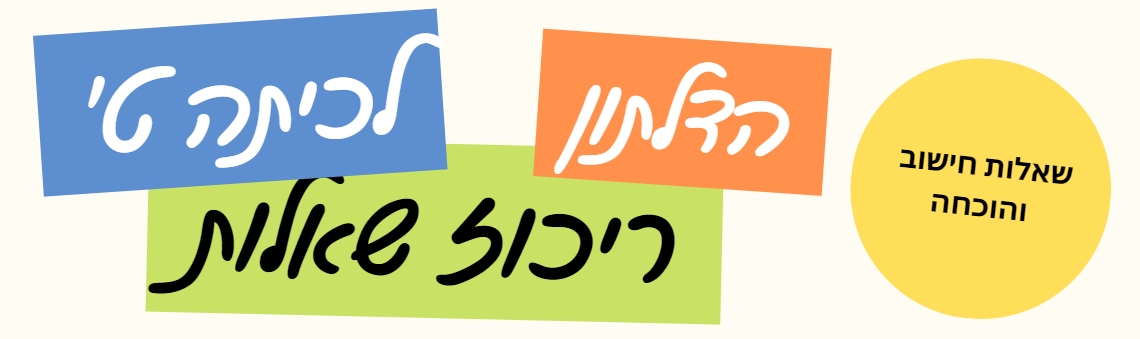 הדלתון
לכיתה ט'
ריכוז שאלות
שאלות חישוב
והוכחה